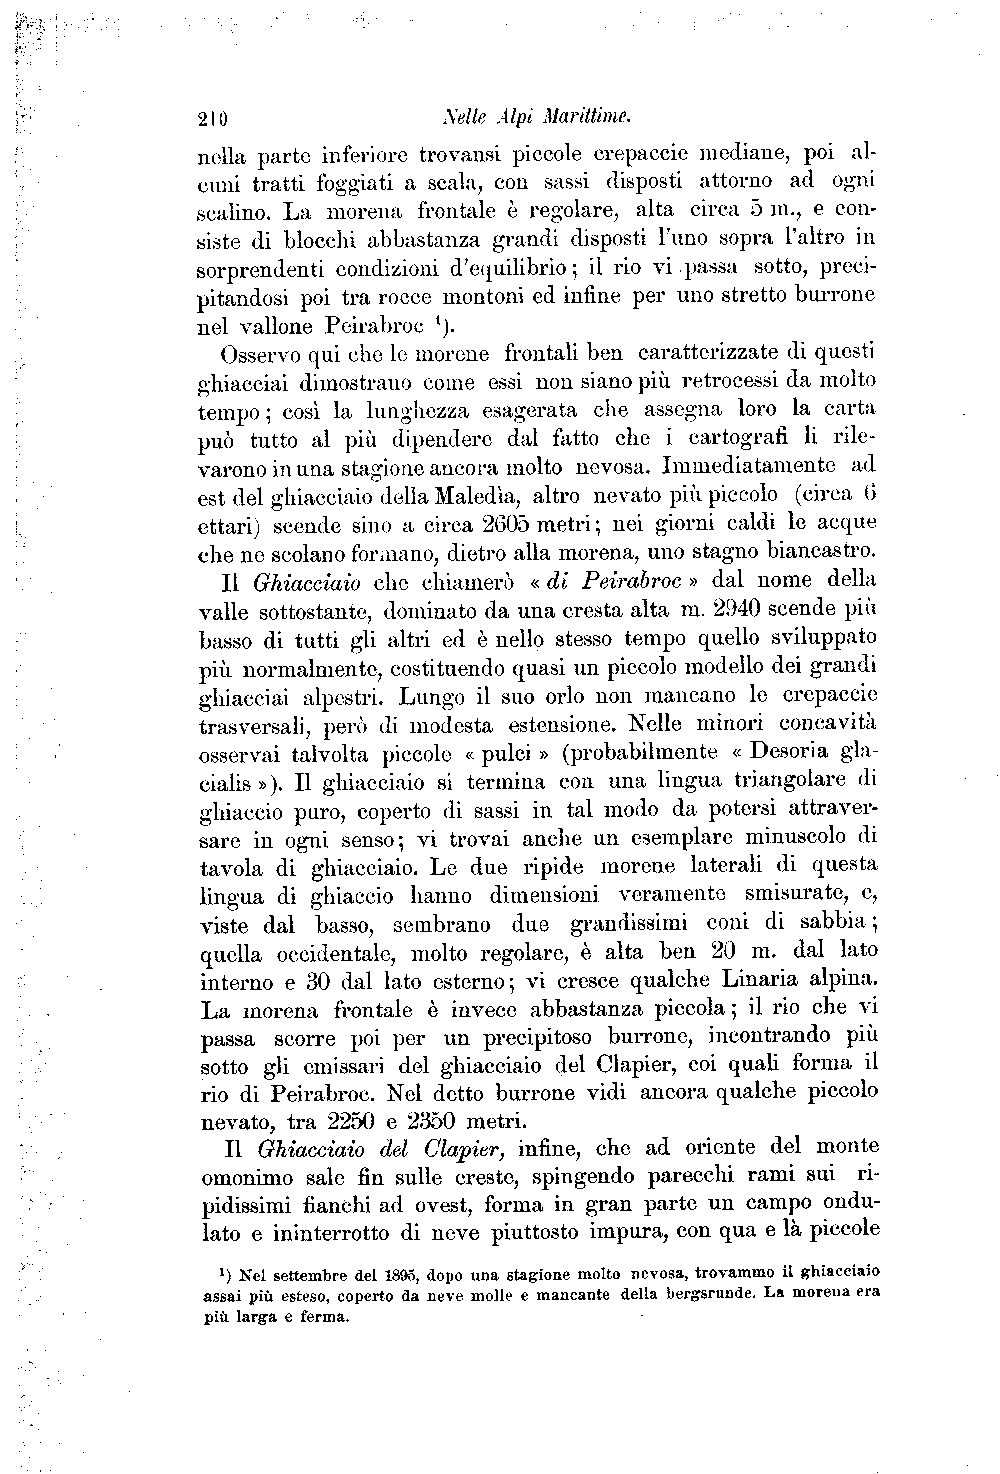 210 Nelle Alpi Marittime.
nella parte inferiore trovansi piccole crepaccie mediane, poi al-
cuni tratti foggiati a scala, con sassi disposti attorno ad ogni
scalino. La morena frontale è regolare, alta circa 5 m., e con-
siste di blocchi abbastanza grandi disposti l'uno sopra l'altro in
sorprendenti condizioni d'equilibrio; il rio vi passa sotto, preci-
pitandosi poi tra rocce montoni ed infine per uno stretto burrone
nel vallone Peirabroc ¹).
Osservo qui che le morene frontali ben caratterizzate di questi
ghiacciai dimostrano come essi non siano più retrocessi da molto
tempo; così la lunghezza esagerata che assegna loro la carta
può tutto al più dipendere dal fatto che i cartografi li rile-
varono in una stagione ancora molto nevosa. Immediatamente ad
est del ghiacciaio della Maledìa, altro nevato più piccolo (circa 6
ettari) scende sino a circa 2605 metri; nei giorni caldi le acque
che ne scolano formano, dietro alla morena, uno stagno biancastro.
Il Ghiacciaio che chiamerò « di Peirabroc » dal nome della
valle sottostante, dominato da una cresta alta m. 2940 scende più
basso di tutti gli altri ed è nello stesso tempo quello sviluppato
più normalmente, costituendo quasi un piccolo modello dei grandi
ghiacciai alpestri. Lungo il suo orlo non mancano le crepaccie
trasversali, però di modesta estensione. Nelle minori concavità
osservai talvolta piccole « pulci » (probabilmente « Desoria gla-
cialis »). Il ghiacciaio si termina con una lingua triangolare di
ghiaccio puro, coperto di sassi in tal modo da potersi attraver-
sare in ogni senso; vi trovai anche un esemplare minuscolo di
tavola di ghiacciaio. Le due ripide morene laterali di questa
lingua di ghiaccio hanno dimensioni veramente smisurate, e,
viste dal basso, sembrano due grandissimi coni di sabbia;
quella occidentale, molto regolare, è alta ben 20 m. dal lato
interno e 30 dal lato esterno; vi cresce qualche Linaria alpina.
La morena frontale è invece abbastanza piccola; il rio che vi
passa scorre poi per un precipitoso burrone, incontrando più
sotto gli emissari del ghiacciaio del Clapier, coi quali forma il
rio di Peirabroc. Nel detto burrone vidi ancora qualche piccolo
nevato, tra 2250 e 2350 metri.
Il Ghiacciaio del Clapier, infine, che ad oriente del monte
omonimo sale fin sulle creste, spingendo parecchi rami sui ri-
pidissimi fianchi ad ovest, forma in gran parte un campo ondu-
lato e ininterrotto di neve piuttosto impura, con qua e là piccole
¹) Nel settembre del 1895, dopo una stagione molto nevosa, trovammo il ghiacciaio
assai più esteso, coperto da neve molle e mancante della bergsrunde. La morena era
più larga e ferma.